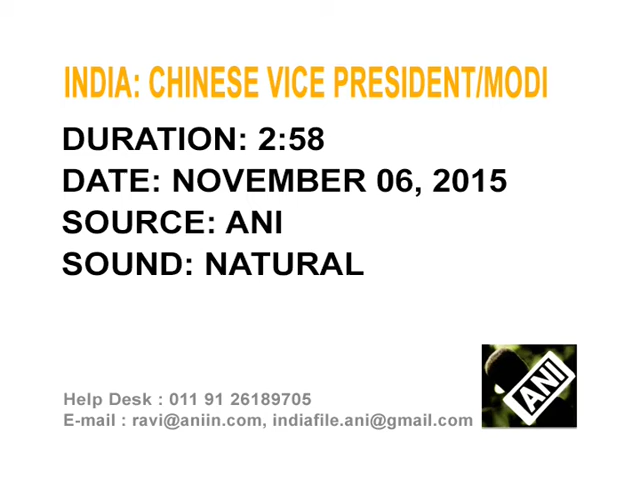 INDIA: CHINESE VICE PRESIDENT/MODI
DURATION: 2:58
DATE: NOVEMBER 06, 2015
SOURCE: ANI
SOUND: NATURAL
ANI
Help Desk : 011 91 26189705
E-mail : ravi@aniin.com, indiafile.ani@gmail.com